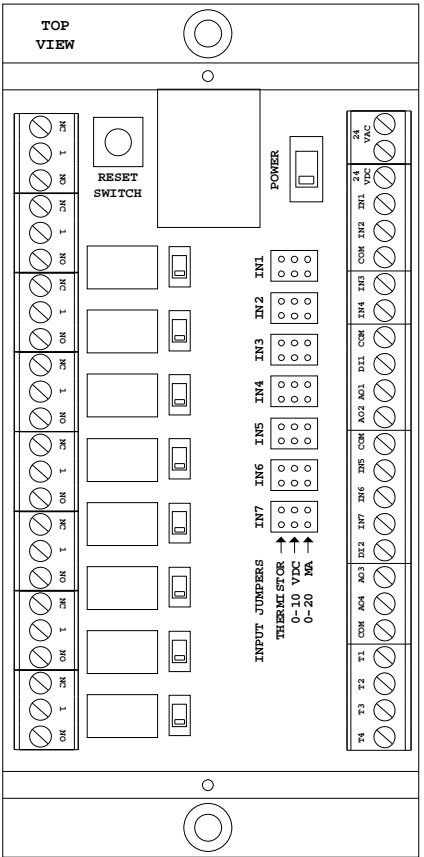 TOP
VIEW
NC
1
NO
NC
1
NO
NC
1
NO
NC
1
NO
NC
1
NO
NC
1
NO
NC
1
NO
NC
1
NO
RESET
SWITCH
POWER
IN1
IN2
IN3
IN4
IN5
IN6
IN7
INPUT JUMPERS
THERMISTOR
0-10 VDC
0-20 MA
24
VAC
24
VDC
IN1
IN2
COM
IN3
IN4
COM
DI1
AO1
AO2
COM
IN5
IN6
IN7
DI2
AO3
AO4
COM
T1
T2
T3
T4